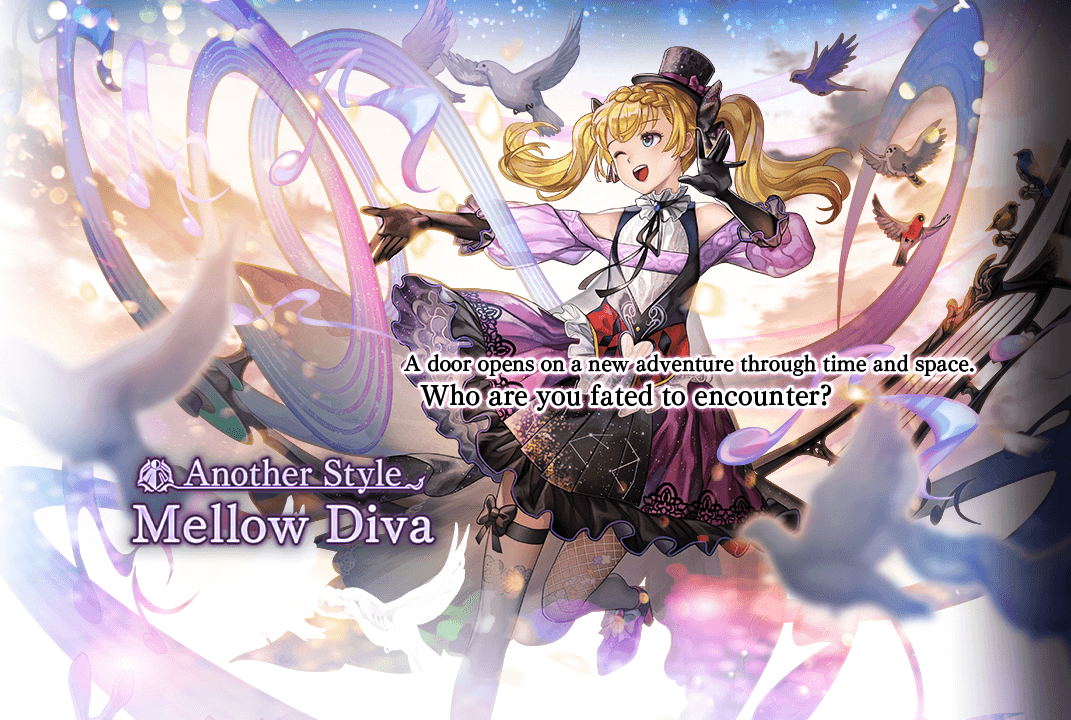 A door opens on a new adventure through time and space.
Who are you fated to encounter?
Another Style
Mellow Diva